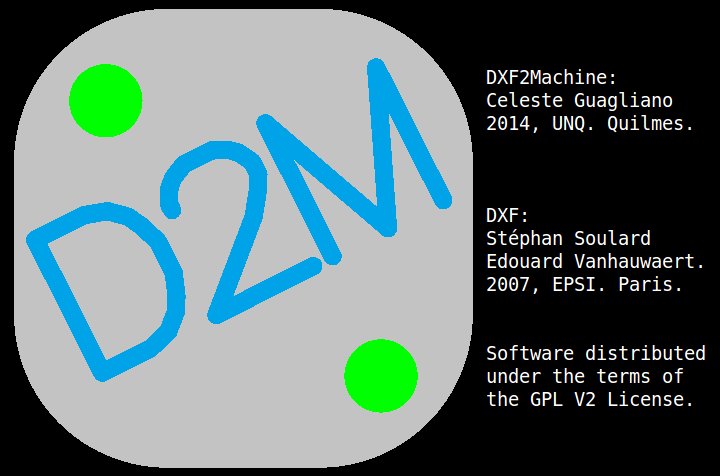 D2M
DXF2Machine:
Celeste Guagliano
2014, UNQ. Quilmes.
DXF:
Stéphan Soulard
Edouard Vanhauwaert.
2007, EPSI. Paris.
Software distributed
under the terms of
the GPL V2 License.